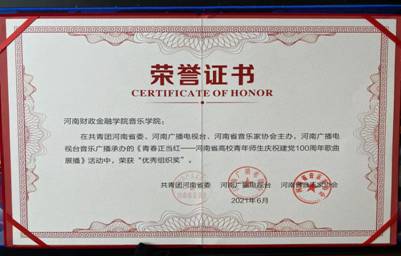 荣誉证书
CERTIFICATE OF HONOR
河南财政金融学院音乐学院:
在共青团河南省委、河南广播电视台、河南省音乐家协会主办，河南广播电
视台音乐广播承办的《青春正当红——河南省高校青年师生庆祝建党100周年歌曲
展播》活动中，荣获“优秀组织奖”。
共青团河南省委 河南广播电视台 河南省音乐家协会
2021年6月